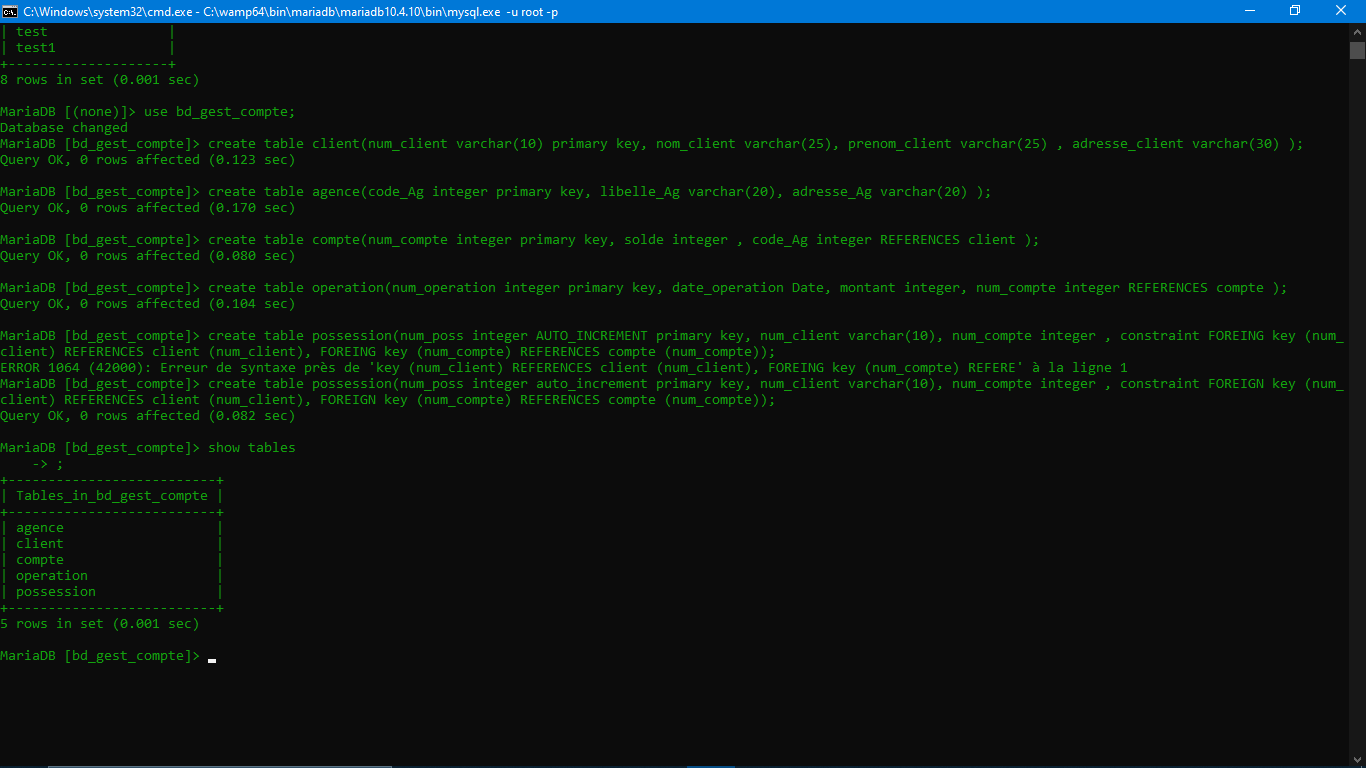 C:\Windows\system32\cmd.exe - C:\wamp64\bin\mariadb\mariadb10.4.10\bin\mysql.exe -u root -p
| test               |
| test1              |
+--------------------+
8 rows in set (0.001 sec)
MariaDB [(none)]> use bd_gest_compte;
Database changed
MariaDB [bd_gest_compte]> create table client(num_client varchar(10) primary key, nom_client varchar(25), prenom_client varchar(25) , adresse_client varchar(30) );
Query OK, 0 rows affected (0.123 sec)
MariaDB [bd_gest_compte]> create table agence(code_Ag integer primary key, libelle_Ag varchar(20), adresse_Ag varchar(20) );
Query OK, 0 rows affected (0.170 sec)
MariaDB [bd_gest_compte]> create table compte(num_compte integer primary key, solde integer , code_Ag integer REFERENCES client );
Query OK, 0 rows affected (0.080 sec)
MariaDB [bd_gest_compte]> create table operation(num_operation integer primary key, date_operation Date, montant integer, num_compte integer REFERENCES compte );
Query OK, 0 rows affected (0.104 sec)
MariaDB [bd_gest_compte]> create table possession(num_poss integer AUTO_INCREMENT primary key, num_client varchar(10), num_compte integer , constraint FOREING key (num_
client) REFERENCES client (num_client), FOREING key (num_compte) REFERENCES compte (num_compte));
ERROR 1064 (42000): Erreur de syntaxe près de 'key (num_client) REFERENCES client (num_client), FOREING key (num_compte) REFERE' à la ligne 1
MariaDB [bd_gest_compte]> create table possession(num_poss integer auto_increment primary key, num_client varchar(10), num_compte integer , constraint FOREIGN key (num_
client) REFERENCES client (num_client), FOREIGN key (num_compte) REFERENCES compte (num_compte));
Query OK, 0 rows affected (0.082 sec)
MariaDB [bd_gest_compte]> show tables
    -> ;
+--------------------------+
| Tables_in_bd_gest_compte |
+--------------------------+
| agence                   |
| client                   |
| compte                   |
| operation                |
| possession               |
+--------------------------+
5 rows in set (0.001 sec)
MariaDB [bd_gest_compte]>